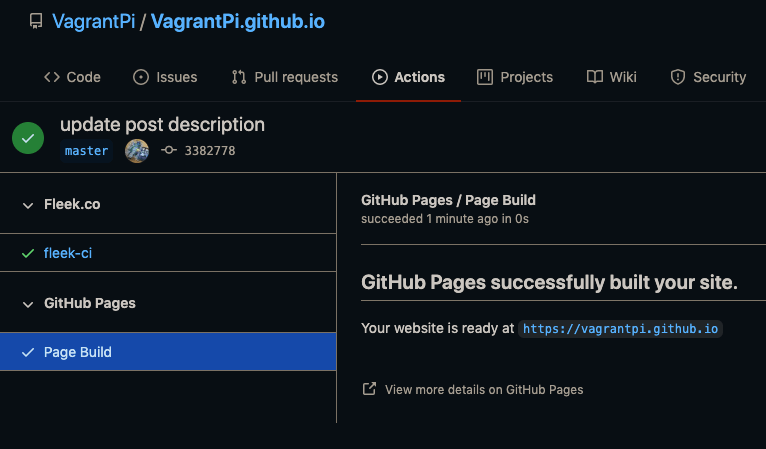 VagrantPi / VagrantPi.github.io
Code Issues Pull requests Actions Projects Wiki Security
update post description
master 3382778
Fleek.co
fleek-ci
GitHub Pages
Page Build
GitHub Pages / Page Build
succeeded 1 minute ago in 0s
GitHub Pages successfully built your site.
Your website is ready at https://vagrantpi.github.io
View more details on GitHub Pages